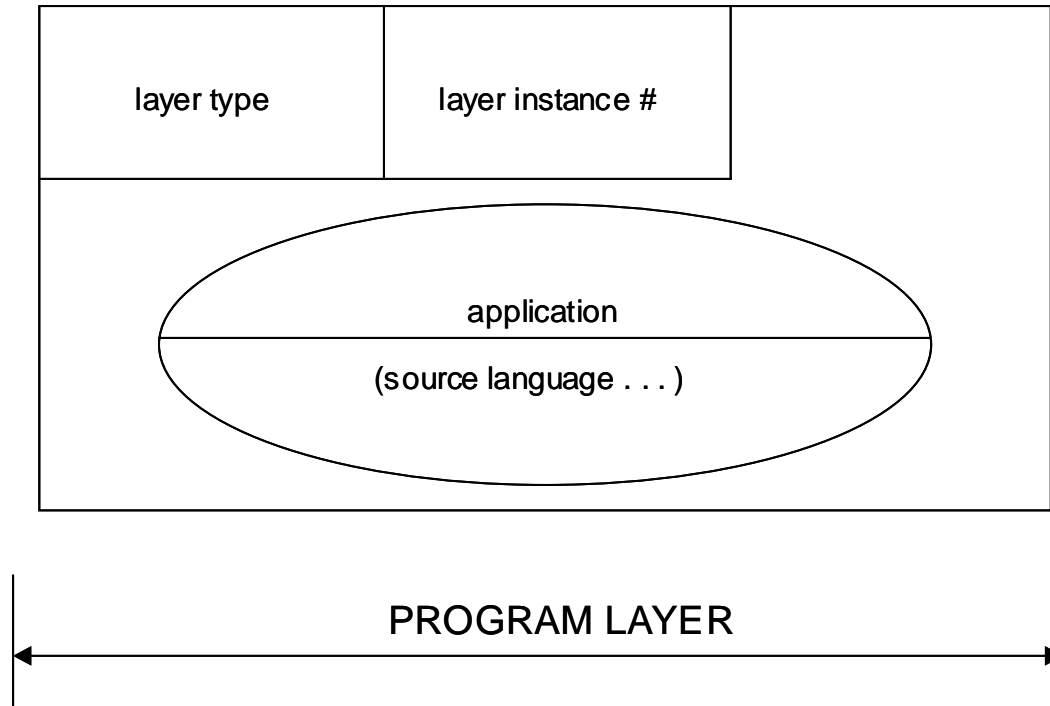 layer type
layer instance #
application
(source language . . . )
PROGRAM LAYER